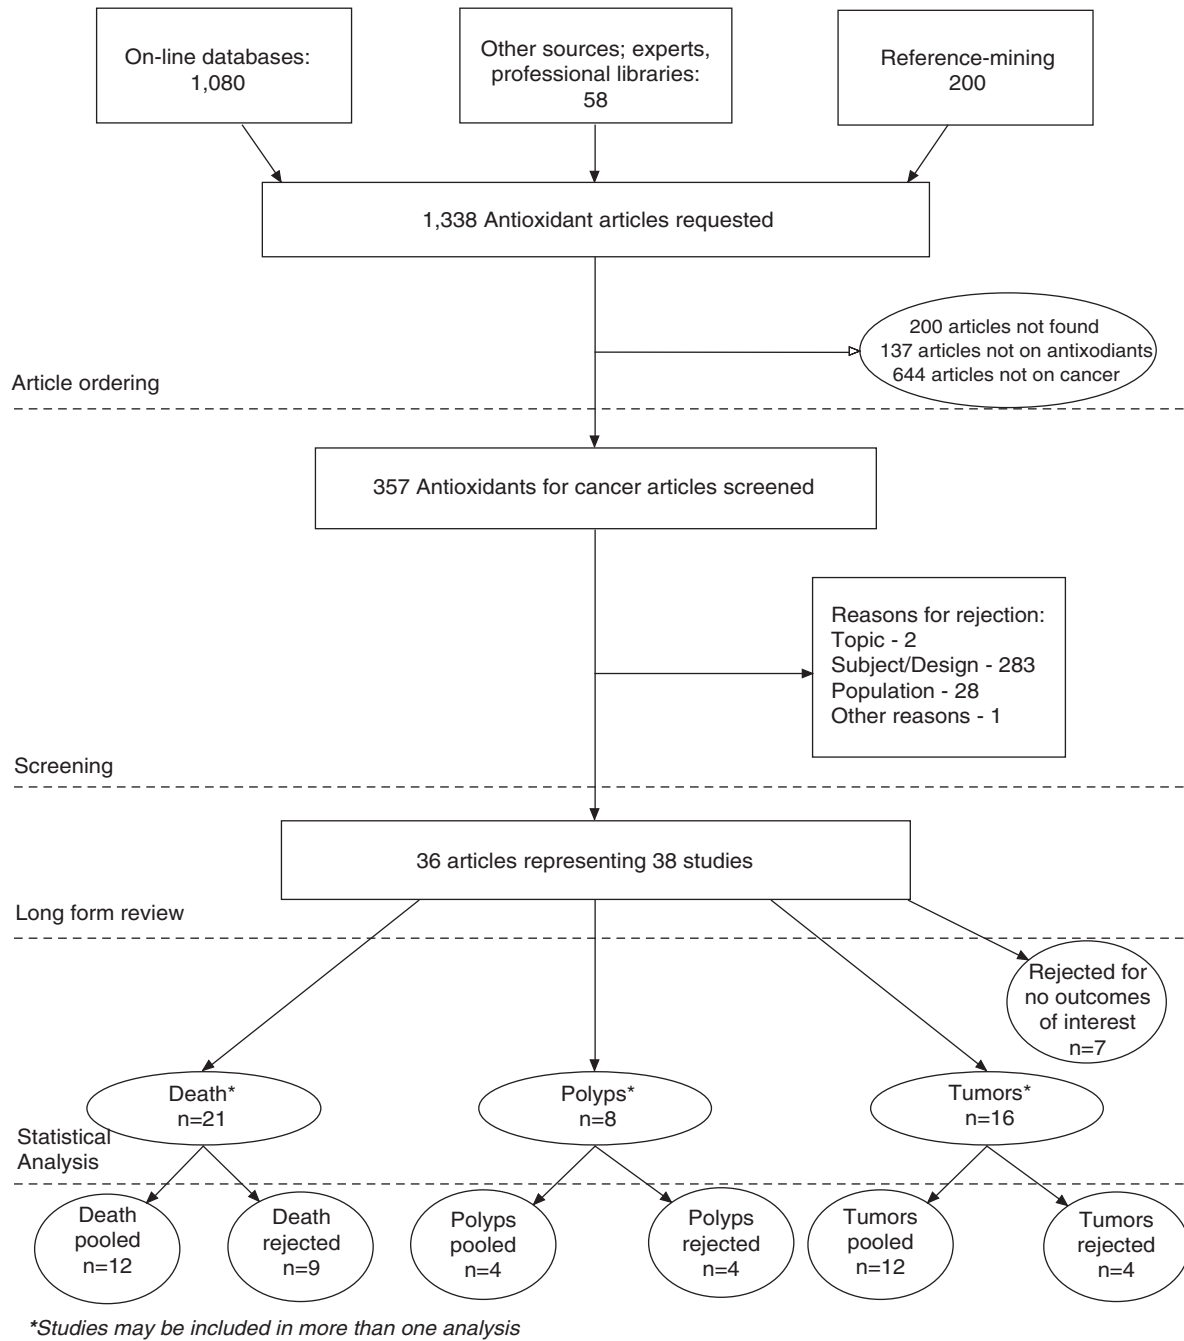 On-line databases:
1,080
Other sources; experts,
professional libraries:
58
Reference-mining
200
1,338 Antioxidant articles requested
200 articles not found
137 articles not on antixodiants
644 articles not on cancer
Article ordering
357 Antioxidants for cancer articles screened
Reasons for rejection:
Topic - 2
Subject/Design - 283
Population - 28
Other reasons - 1
Screening
36 articles representing 38 studies
Long form review
Rejected for
no outcomes
of interest
n=7
Death*
n=21
Polyps*
n=8
Tumors*
n=16
Statistical
Analysis
Death
pooled
n=12
Death
rejected
n=9
Polyps
pooled
n=4
Polyps
rejected
n=4
Tumors
pooled
n=12
Tumors
rejected
n=4
*Studies may be included in more than one analysis